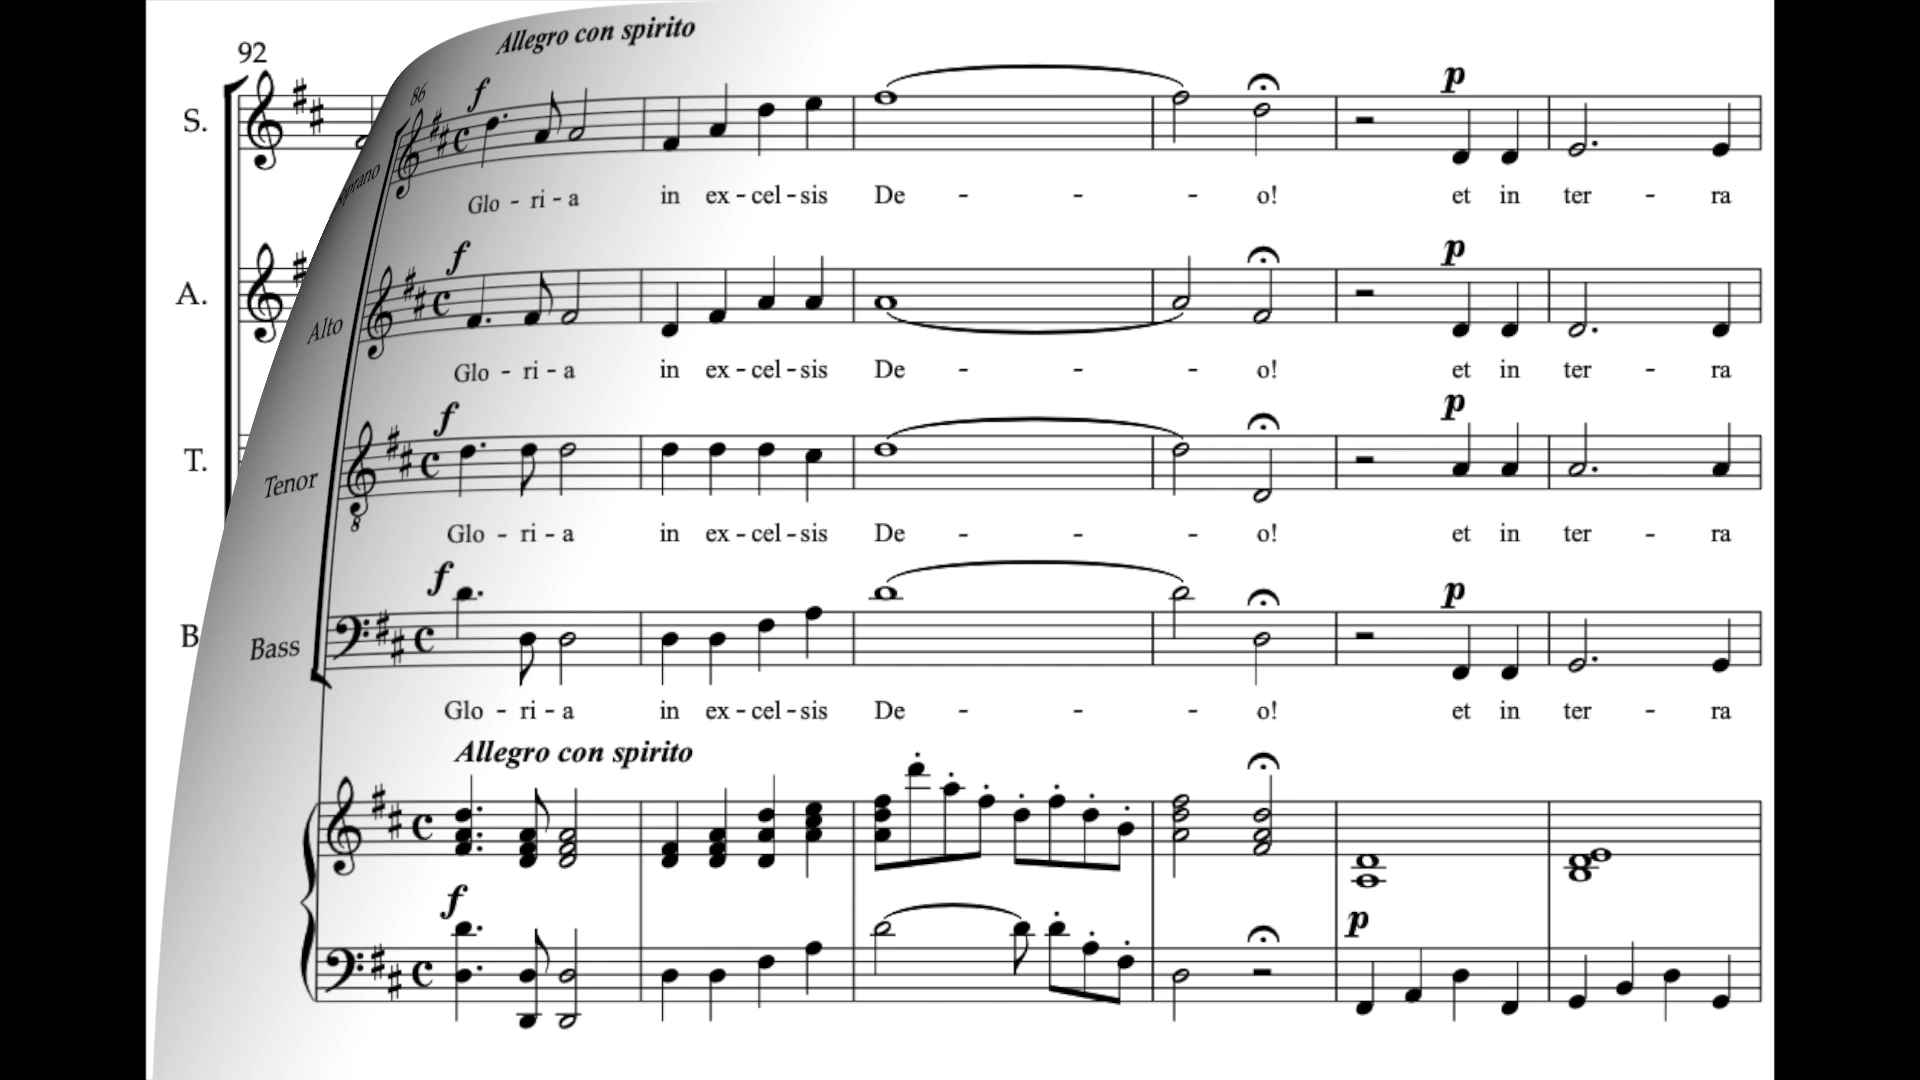 Allegro con spirito
92
86
f
p
S.
Glo - ri - a in ex - cel - sis De - - - o! et in ter - ra
f
p
A.
Alto
Glo - ri - a in ex - cel - sis De - - - o! et in ter - ra
f
p
T.
Tenor
8
Glo - ri - a in ex - cel - sis De - - - o! et in ter - ra
f
p
B
Bass
Glo - ri - a in ex - cel - sis De - - - o! et in ter - ra
Allegro con spirito
f
p